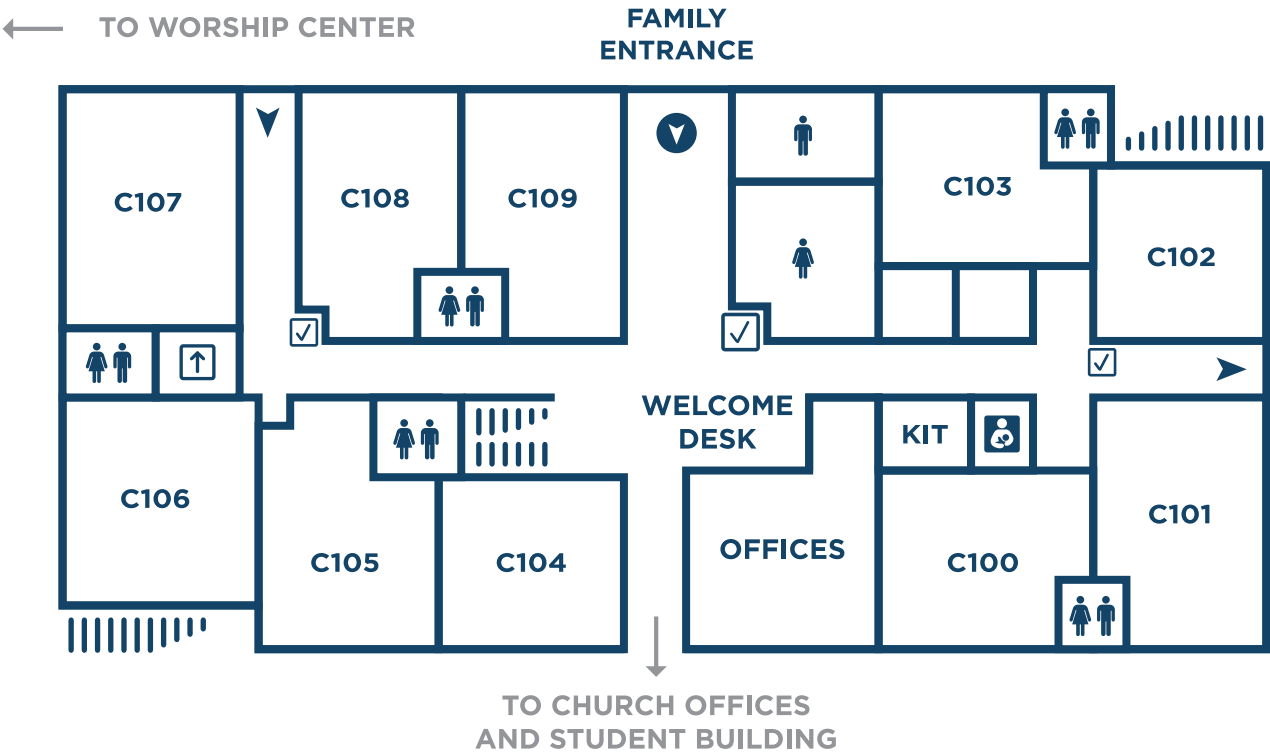 TO WORSHIP CENTER
FAMILY
ENTRANCE
C107
C108
C109
C103
C102
WELCOME
DESK
KIT
C106
C105
C104
OFFICES
C100
C101
TO CHURCH OFFICES
AND STUDENT BUILDING